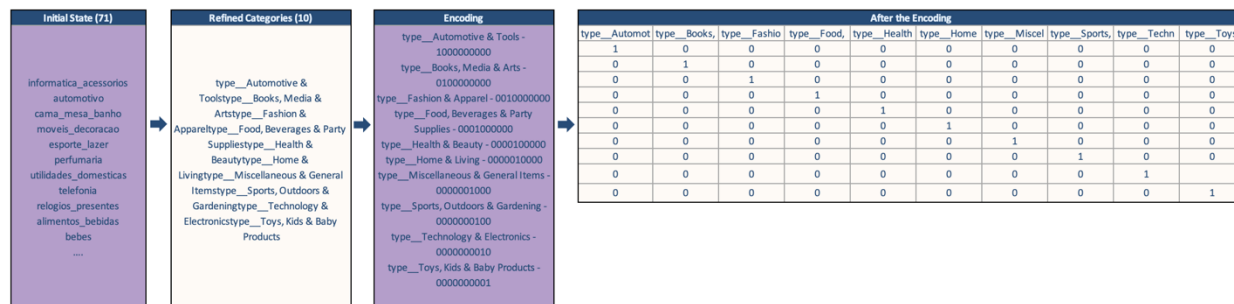 Initial State (71)
informatica_acessorios
automotivo
cama_mesa_banho
moveis_decoracao
esporte_lazer
perfumaria
utilidades_domesticas
telefonia
relogios_presentes
alimentos_bebidas
bebes
....
Refined Categories (10)
type__Automotive &
Toolstype__Books, Media &
Artstype__Fashion &
Appareltype__Food, Beverages & Party
Suppliestype__Health &
Beautytype__Home &
Livingtype__Miscellaneous & General
Itemstype__Sports, Outdoors &
Gardeningtype__Technology &
Electronicstype__Toys, Kids & Baby
Products
Encoding
type__Automotive & Tools -
1000000000
type__Books, Media & Arts -
0100000000
type__Fashion & Apparel - 0010000000
type__Food, Beverages & Party
Supplies - 0001000000
type__Health & Beauty - 0000100000
type__Home & Living - 0000010000
type__Miscellaneous & General Items -
0000001000
type__Sports, Outdoors & Gardening -
0000000100
type__Technology & Electronics -
0000000010
type__Toys, Kids & Baby Products -
0000000001
After the Encoding
type__Automot type__Books, type__Fashio type__Food, type__Health type__Home type__Miscel type__Sports, type__Techn type__Toys
1 0 0 0 0 0 0 0 0 0
0 1 0 0 0 0 0 0 0 0
0 0 1 0 0 0 0 0 0 0
0 0 0 1 0 0 0 0 0 0
0 0 0 0 1 0 0 0 0 0
0 0 0 0 0 1 0 0 0 0
0 0 0 0 0 0 1 0 0 0
0 0 0 0 0 0 0 1 0 0
0 0 0 0 0 0 0 0 1
0 0 0 0 0 0 0 0 0 1